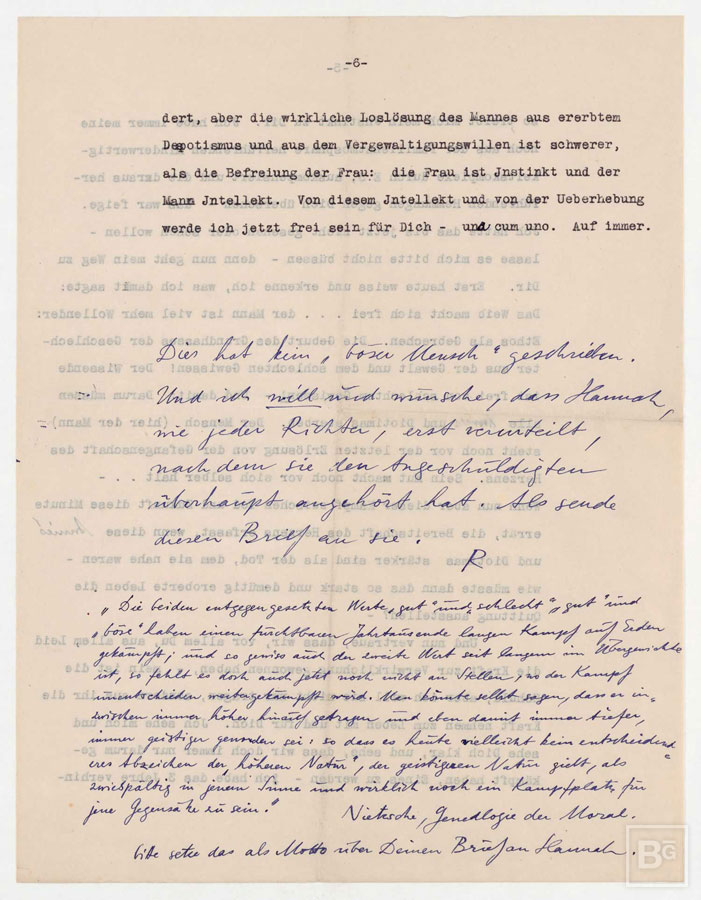 -6-
dert, aber die wirkliche Loslösung des Mannes aus ererbtem
Despotismus und aus dem Vergewaltigungswillen ist schwerer,
als die Befreiung der Frau: die Frau ist Jnstinkt und der
Mann Jntellekt. Von diesem Jntellekt und von der Ueberhebung
werde ich jetzt frei sein für Dich - una cum uno. Auf immer.
Dies hat kein „böser Mensch“ geschrieben.
Und ich will und wünsche, dass Hannah,
wie jeder Richter, erst verurteilt,
nachdem sie den Angeschuldigten
überhaupt angehört hat. Also sende
diesen Brief an sie.
R
„Die beiden entgegengesetzten Werte „gut“ und schlecht“, „gut“ und
„böse“ haben einen furchtbaren, Jahrtausende langen Kampf auf Erden
gekämpft; und so gewiss auch der zweite Wert seit langem im Übergewichte
ist, so fehlt es doch auch jetzt noch nicht an Stellen, wo der Kampf
unentschieden weitergekämpft wird. Man könnte selbst sagen, dass er in-
zwischen immer höher hinauf getragen und eben damit immer tiefer,
immer geistiger geworden sei; so dass es heute vielleicht kein entscheidend
eres Abzeichen der „höheren Natur“, der geistigeren Natur giebt, als
zwiespältig in jenem Sinne und wirklich noch ein Kampfplatz für
jene Gegensätze zu sein.“
Nietzsche, Genealogie der Moral.
bitte setze das als Motto über Deinen Brief an Hannah.
BG